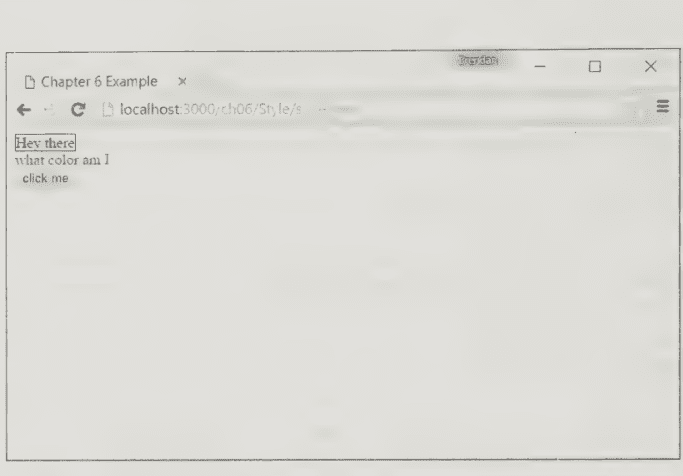 Chapter 6 Example
localhost:3000/ch06/Style/s
Hey there
what color am I
click me